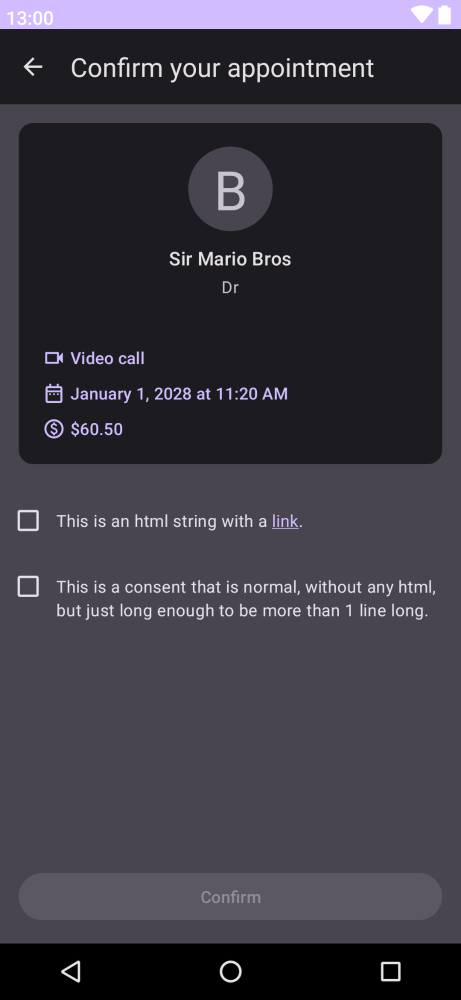 13:00
Confirm your appointment
B
Sir Mario Bros
Dr
Video call
January 1, 2028 at 11:20 AM
$60.50
This is an html string with a link.
This is a consent that is normal, without any html,
but just long enough to be more than 1 line long.
Confirm